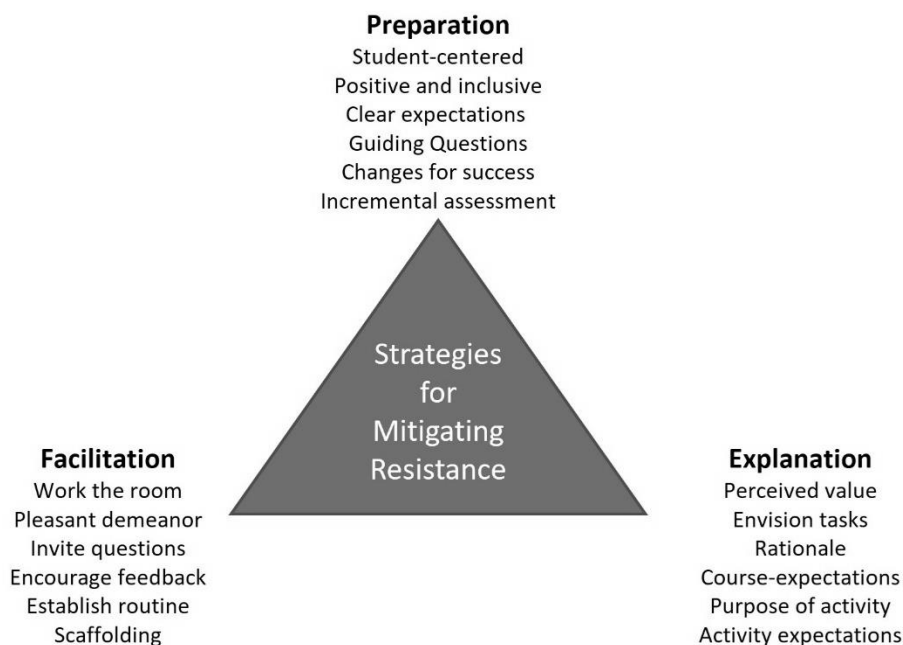 Preparation
Student-centered
Positive and inclusive
Clear expectations
Guiding Questions
Changes for success
Incremental assessment
Strategies
for
Mitigating
Resistance
Facilitation
Work the room
Pleasant demeanor
Invite questions
Encourage feedback
Establish routine
Scaffolding
Explanation
Perceived value
Envision tasks
Rationale
Course-expectations
Purpose of activity
Activity expectations